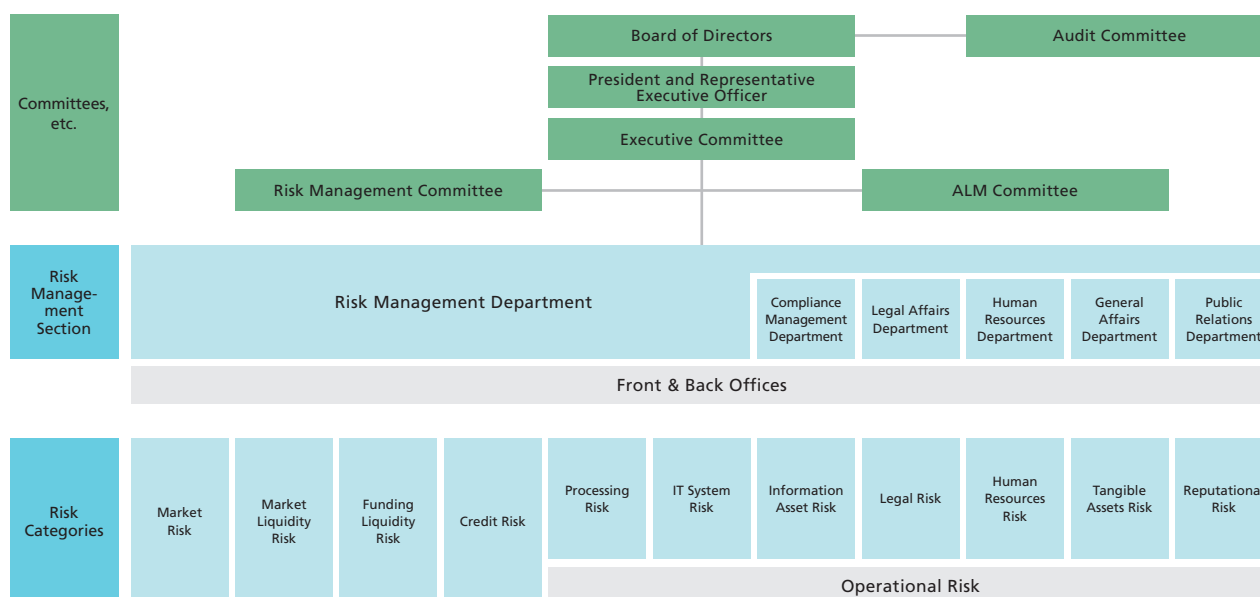 Committees,
etc.
Board of Directors
Audit Committee
President and Representative
Executive Officer
Executive Committee
Risk Management Committee
ALM Committee
Risk
Manage-
ment
Section
Risk Management Department
Compliance
Management
Department
Legal Affairs
Department
Human
Resources
Department
General
Affairs
Department
Public
Relations
Department
Front & Back Offices
Risk
Categories
Market
Risk
Market
Liquidity
Risk
Funding
Liquidity
Risk
Credit Risk
Processing
Risk
IT System
Risk
Information
Asset Risk
Legal Risk
Human
Resources
Risk
Tangible
Assets Risk
Reputational
Risk
Operational Risk